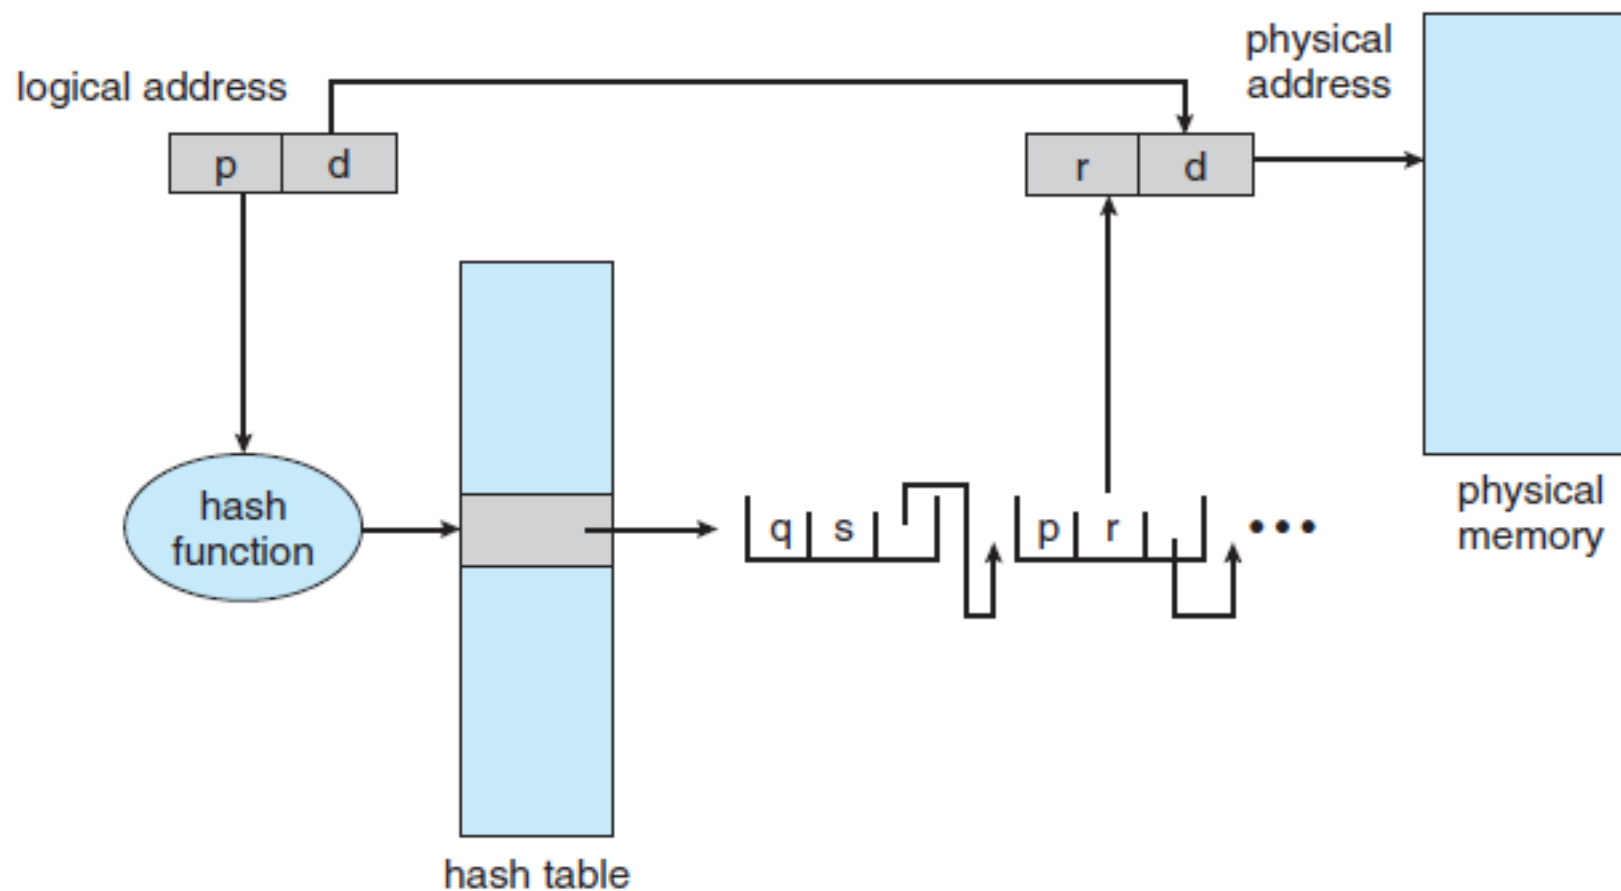 logical address
physical
address
p d
r d
hash
function
q s
p r
•••
physical
memory
hash table